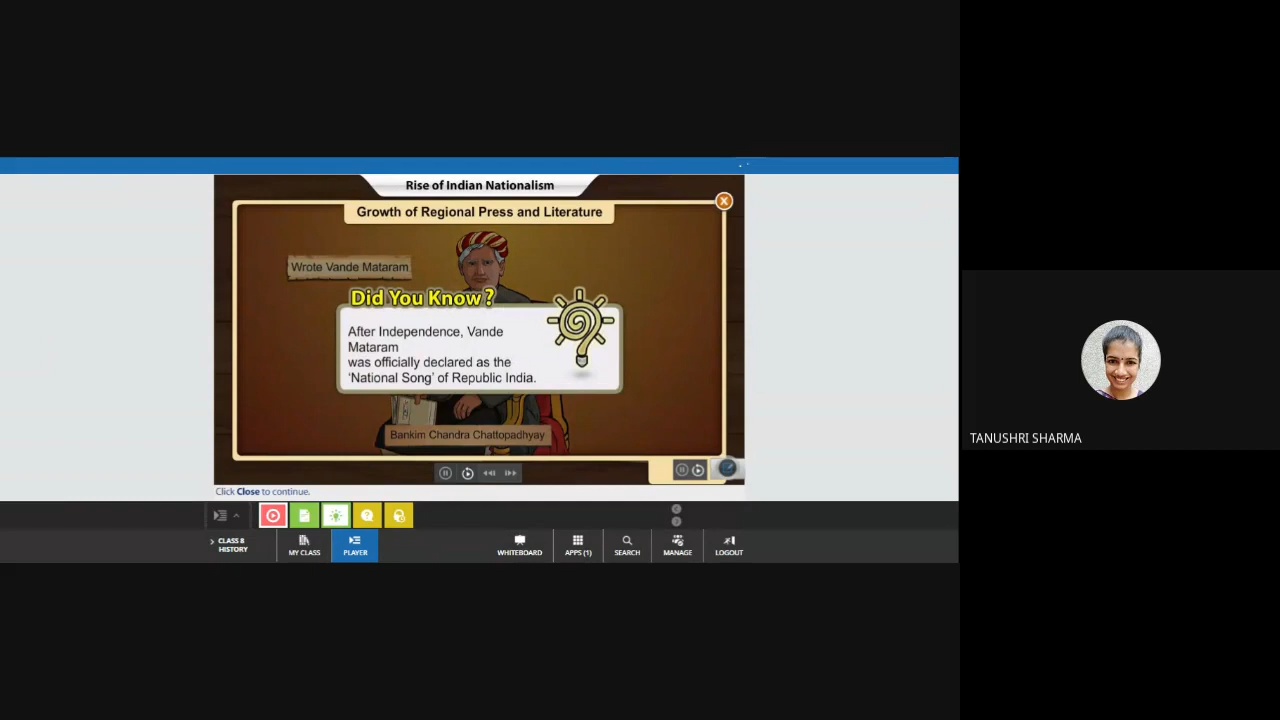 Rise of Indian Nationalism
Growth of Regional Press and Literature
Wrote Vande Mataram
Did You Know?
After Independence, Vande
Mataram
was officially declared as the
‘National Song’ of Republic India.
Bankim Chandra Chattopadhyay
Click Close to continue.
CLASS 8
HISTORY
MY CLASS
PLAYER
WHITEBOARD
APPS (1)
SEARCH
MANAGE
LOGOUT
TANUSHRI SHARMA